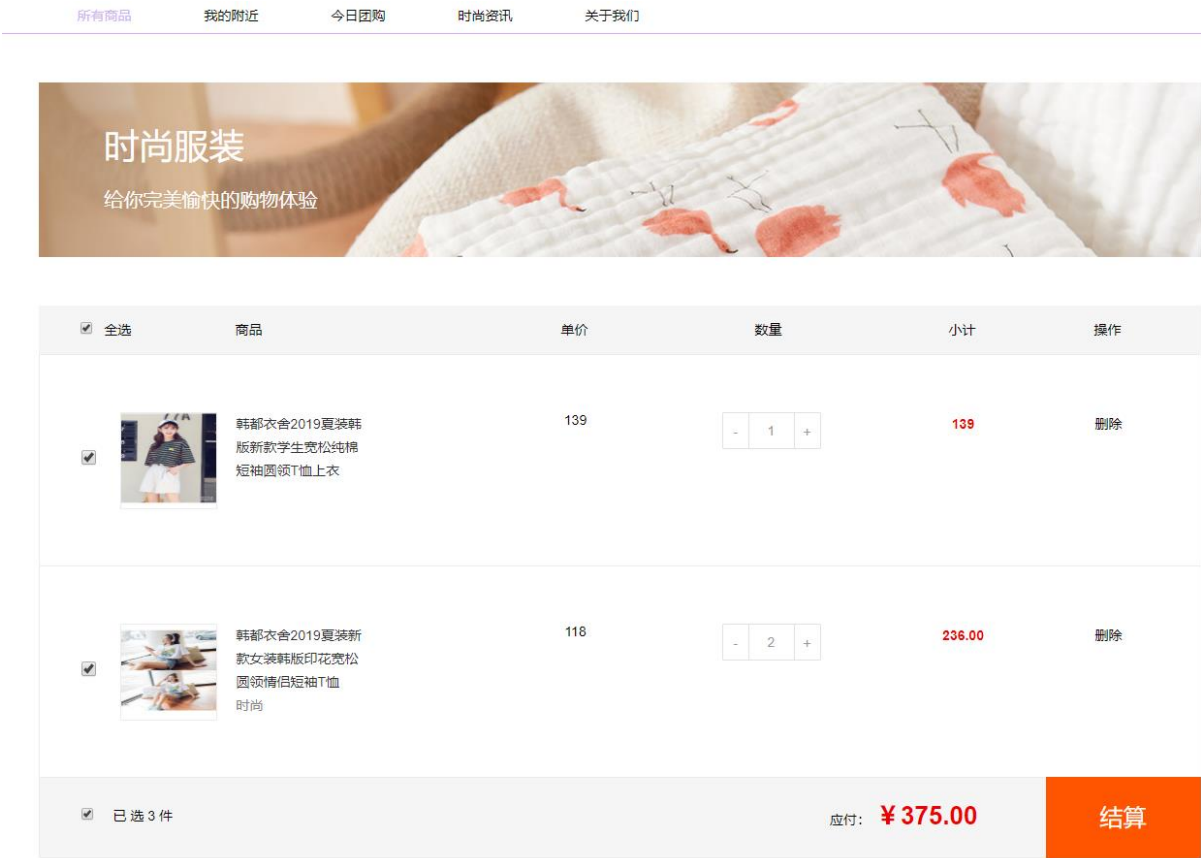 所有商品 我的附近 今日团购 时尚资讯 关于我们
时尚服装
给你完美愉快的购物体验
全选 商品 单价 数量 小计 操作
韩都衣舍2019夏装韩
版新款学生宽松纯棉
短袖圆领T恤上衣
139
- 1 +
139
删除
韩都衣舍2019夏装新
款女装韩版印花宽松
圆领情侣短袖T恤
时尚
118
- 2 +
236.00
删除
已选3件
应付: ¥375.00
结算